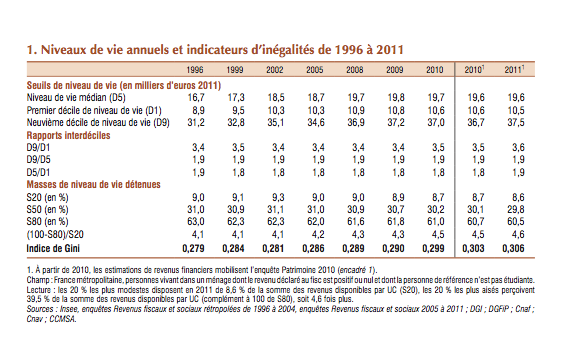 1. Niveaux de vie annuels et indicateurs d'inégalités de 1996 à 2011
1996 1999 2002 2005 2008 2009 2010 2010¹ 2011¹
Seuils de niveau de vie (en milliers d'euros 2011)
Niveau de vie médian (D5) 16,7 17,3 18,5 18,7 19,7 19,8 19,7 19,6 19,6
Premier décile de niveau de vie (D1) 8,9 9,5 10,3 10,3 10,9 10,8 10,6 10,6 10,5
Neuvième décile de niveau de vie (D9) 31,2 32,8 35,1 34,6 36,9 37,2 37,0 36,7 37,5
Rapports interdéciles
D9/D1 3,4 3,5 3,4 3,4 3,4 3,4 3,5 3,5 3,6
D9/D5 1,9 1,9 1,9 1,9 1,9 1,9 1,9 1,9 1,9
D5/D1 1,9 1,8 1,8 1,8 1,8 1,8 1,8 1,8 1,9
Masses de niveau de vie détenues
S20 (en %) 9,0 9,1 9,3 9,0 9,0 8,9 8,7 8,7 8,6
S50 (en %) 31,0 30,9 31,1 31,0 30,9 30,7 30,2 30,1 29,8
S80 (en %) 63,0 62,3 62,3 62,0 61,6 61,8 61,0 60,7 60,5
(100-S80)/S20 4,1 4,1 4,1 4,2 4,3 4,3 4,5 4,5 4,6
Indice de Gini 0,279 0,284 0,281 0,286 0,289 0,290 0,299 0,303 0,306
1. À partir de 2010, les estimations de revenus financiers mobilisent l'enquête Patrimoine 2010 (encadré 1).
Champ : France métropolitaine, personnes vivant dans un ménage dont le revenu déclaré au fisc est positif ou nul et dont la personne de référence n'est pas étudiante.
Lecture : les 20 % les plus modestes disposent en 2011 de 8,6 % de la somme des revenus disponibles par UC (S20), les 20 % les plus aisés perçoivent
39,5 % de la somme des revenus disponibles par UC (complément à 100 de S80), soit 4,6 fois plus.
Sources : Insee, enquêtes Revenus fiscaux et sociaux rétropolées de 1996 à 2004, enquêtes Revenus fiscaux et sociaux 2005 à 2011 ; DGI ; DGFiP ; Cnaf ;
Cnav ; CCMSA.